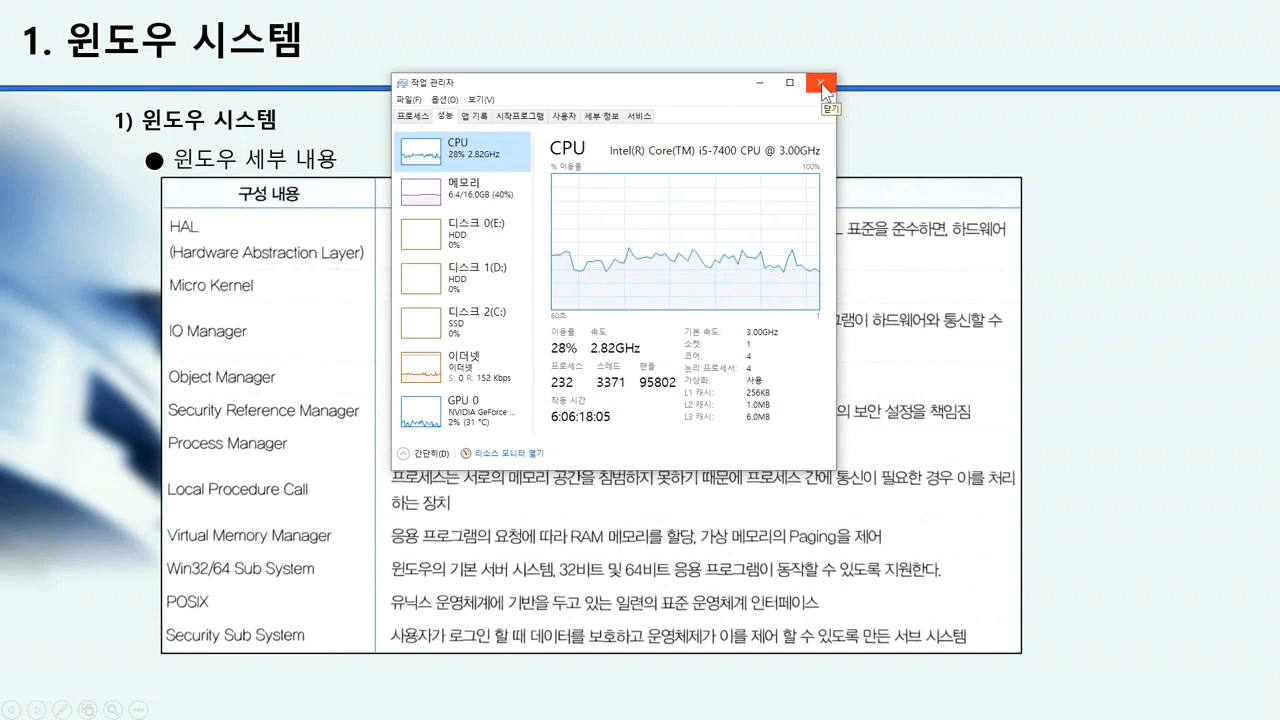 1. 윈도우 시스템
1) 윈도우 시스템
● 윈도우 세부 내용
구성 내용
HAL
(Hardware Abstraction Layer)
표준을 준수하면, 하드웨어
Micro Kernel
IO Manager
램이 하드웨어와 통신할 수
Object Manager
Security Reference Manager
의 보안 설정을 책임짐
Process Manager
Local Procedure Call
프로세스는 서로의 메모리 공간을 침범하지 못하기 때문에 프로세스 간에 통신이 필요한 경우 이를 처리
하는 장치
Virtual Memory Manager
응용 프로그램의 요청에 따라 RAM 메모리를 할당, 가상 메모리의 Paging을 제어
Win32/64 Sub System
윈도우의 기본 서버 시스템, 32비트 및 64비트 응용 프로그램이 동작할 수 있도록 지원한다.
POSIX
유닉스 운영체계에 기반을 두고 있는 일련의 표준 운영체계 인터페이스
Security Sub System
사용자가 로그인 할 때 데이터를 보호하고 운영체제가 이를 제어 할 수 있도록 만든 서브 시스템
작업 관리자
닫기
파일(F) 옵션(O) 보기(V)
프로세스 성능 앱 기록 시작프로그램 사용자 세부 정보 서비스
CPU
28% 2.82GHz
메모리
6.4/16.0GB (40%)
디스크 0(E:)
HDD
0%
디스크 1(D:)
HDD
0%
디스크 2(C:)
SSD
0%
이더넷
이더넷
S: 0 R: 152 Kbps
GPU 0
NVIDIA GeForce ...
2% (31 °C)
CPU Intel(R) Core(TM) i5-7400 CPU @ 3.00GHz
% 이용률 100%
60초 1
이용률 속도
28% 2.82GHz
프로세스 스레드 핸들
232 3371 95802
작동 시간
6:06:18:05
기본 속도: 3.00GHz
소켓: 1
코어: 4
논리 프로세서: 4
가상화: 사용
L1 캐시: 256KB
L2 캐시: 1.0MB
L3 캐시: 6.0MB
간단히(D) 리소스 모니터 열기